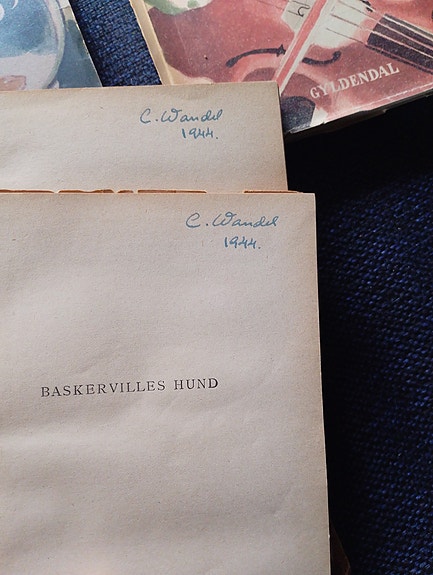 GYLDENDAL
C. Wandel
1944.
C. Wandel
1944.
BASKERVILLES HUND